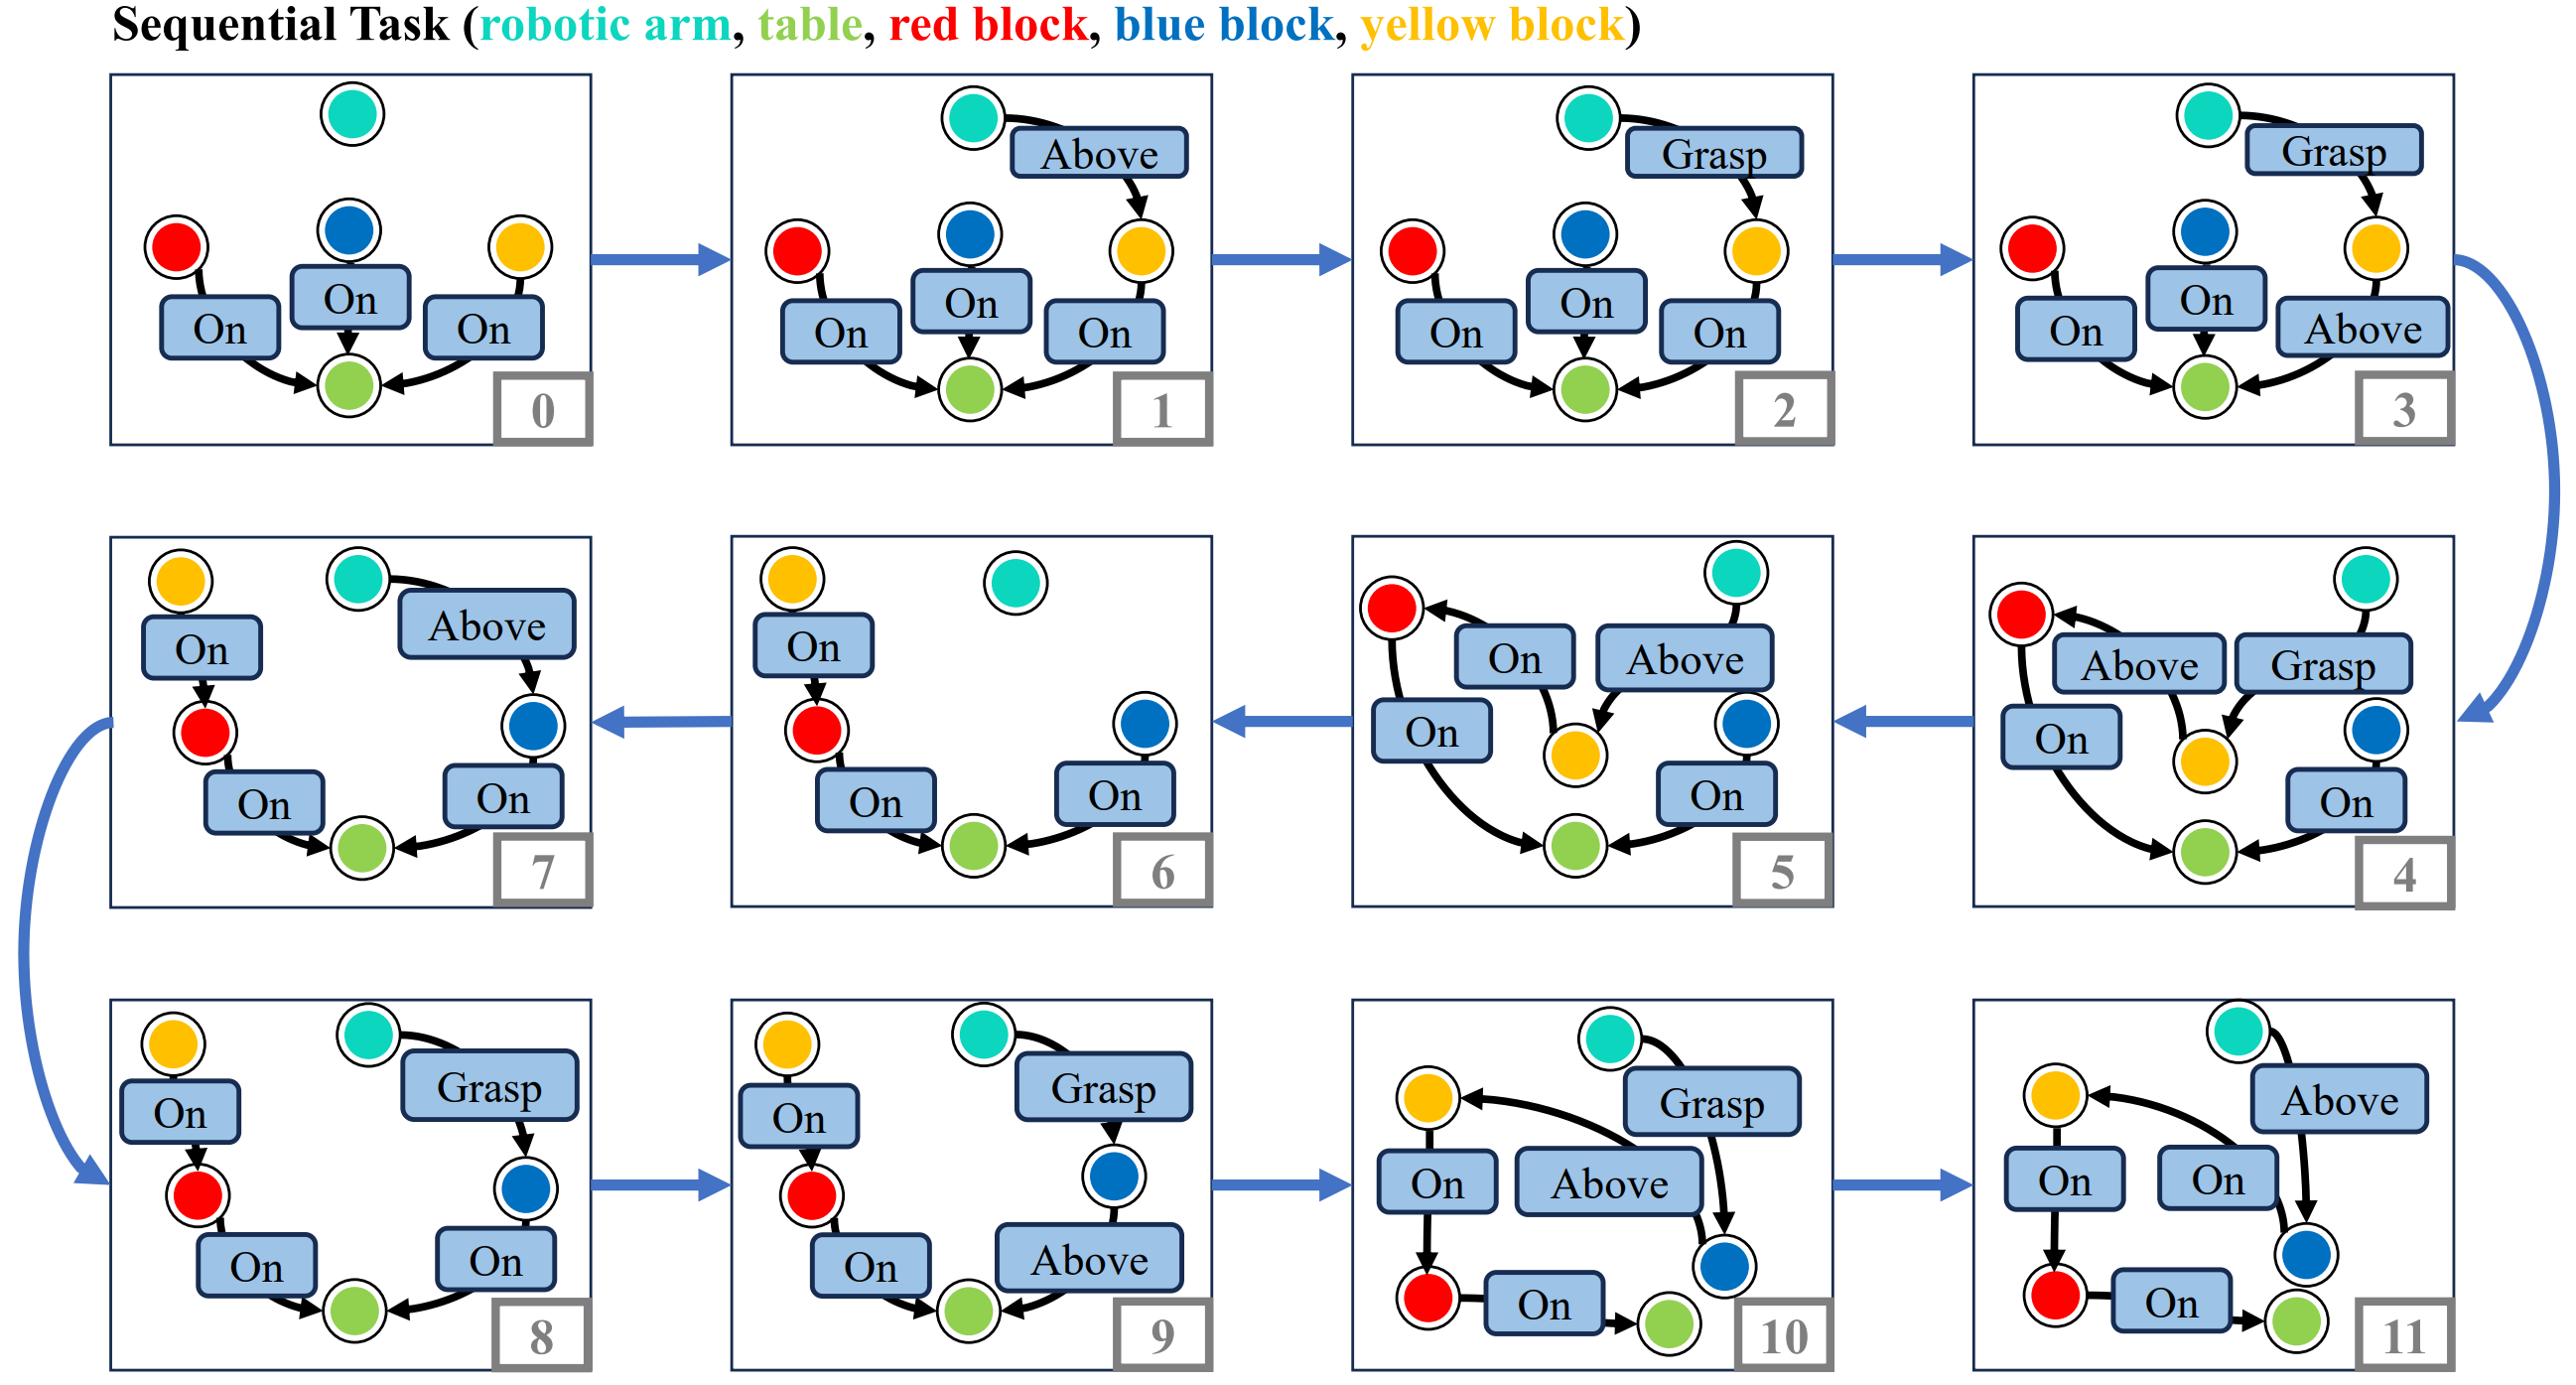 Sequential Task (robotic arm, table, red block, blue block, yellow block)
On
On
On
0
Above
On
On
On
1
Grasp
On
On
On
2
Grasp
On
On
Above
3
On
Above
On
On
7
On
On
On
6
On
Above
On
On
5
Above
Grasp
On
On
4
On
Grasp
On
On
8
On
Grasp
On
Above
9
Grasp
On
Above
On
10
Above
On
On
On
11